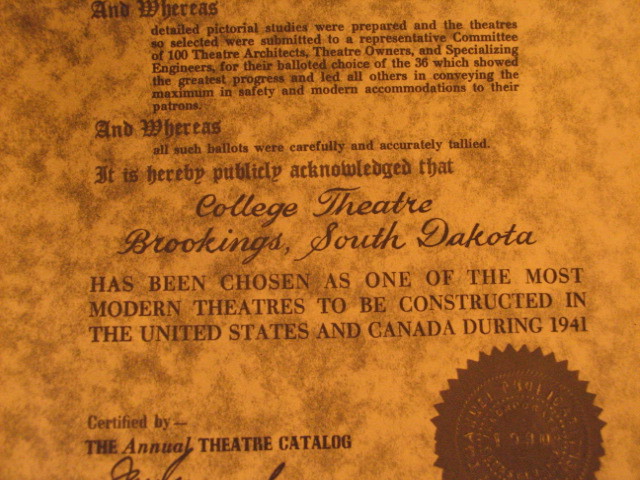 And Whereas
detailed pictorial studies were prepared and the theatres
so selected were submitted to a representative Committee
of 100 Theatre Architects, Theatre Owners, and Specializing
Engineers, for their balloted choice of the 36 which showed
the greatest progress and led all others in conveying the
maximum in safety and modern accommodations to their
patrons.
And Whereas
all such ballots were carefully and accurately tallied.
It is hereby publicly acknowledged that
College Theatre
Brookings, South Dakota
HAS BEEN CHOSEN AS ONE OF THE MOST
MODERN THEATRES TO BE CONSTRUCTED IN
THE UNITED STATES AND CANADA DURING 1941
Certified by—
THE Annual THEATRE CATALOG